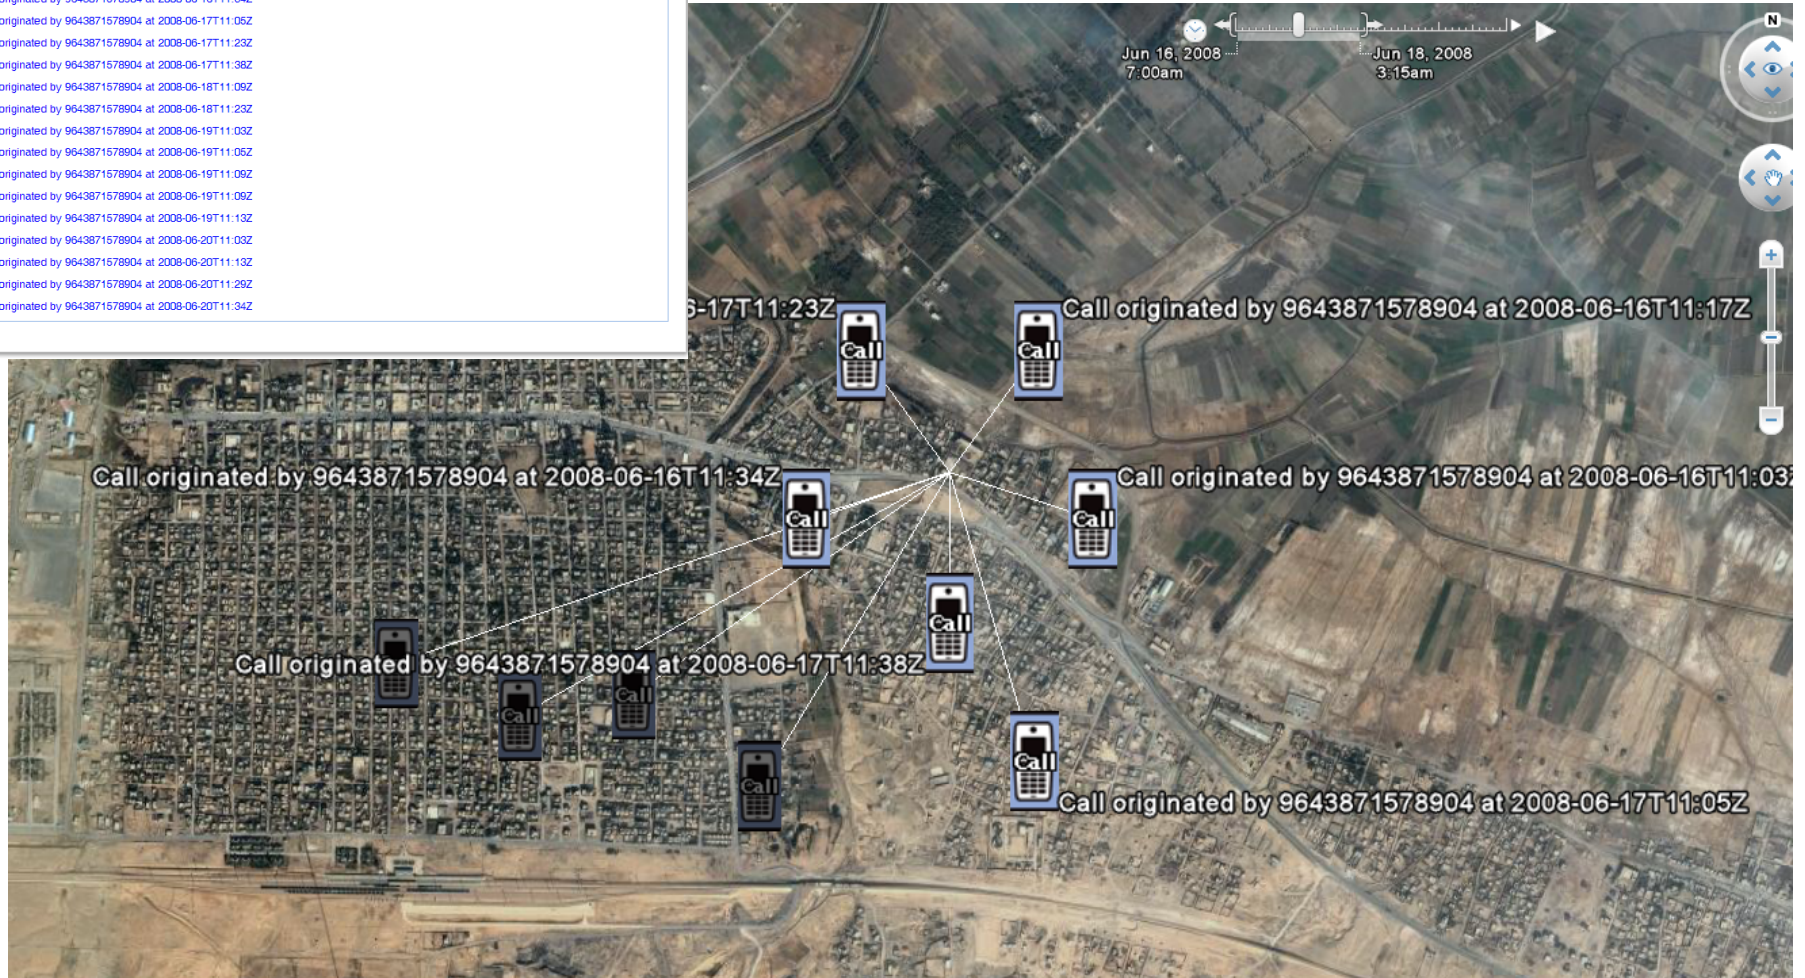 originated by 9643871578904 at 2008-06-17T11:05Z
originated by 9643871578904 at 2008-06-17T11:23Z
originated by 9643871578904 at 2008-06-17T11:38Z
originated by 9643871578904 at 2008-06-18T11:09Z
originated by 9643871578904 at 2008-06-18T11:23Z
originated by 9643871578904 at 2008-06-19T11:03Z
originated by 9643871578904 at 2008-06-19T11:05Z
originated by 9643871578904 at 2008-06-19T11:09Z
originated by 9643871578904 at 2008-06-19T11:09Z
originated by 9643871578904 at 2008-06-19T11:13Z
originated by 9643871578904 at 2008-06-20T11:03Z
originated by 9643871578904 at 2008-06-20T11:13Z
originated by 9643871578904 at 2008-06-20T11:29Z
originated by 9643871578904 at 2008-06-20T11:34Z
Jun 16, 2008
7:00am
Jun 18, 2008
3:15am
N
6-17T11:23Z
Call
Call
Call originated by 9643871578904 at 2008-06-16T11:17Z
Call originated by 9643871578904 at 2008-06-16T11:34Z
Call
Call
Call originated by 9643871578904 at 2008-06-16T11:03Z
Call
Call originated by 9643871578904 at 2008-06-17T11:38Z
Call
Call
Call
Call
Call originated by 9643871578904 at 2008-06-17T11:05Z